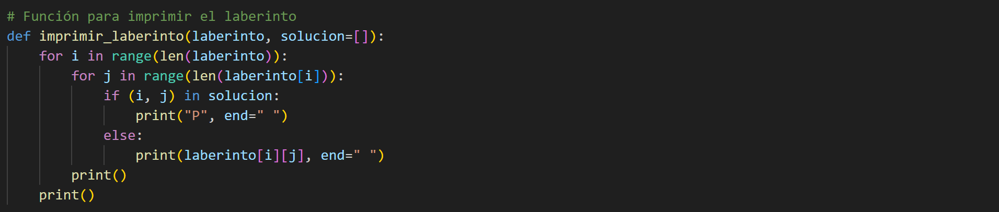 # Función para imprimir el laberinto
def imprimir_laberinto(laberinto, solucion=[]):
    for i in range(len(laberinto)):
        for j in range(len(laberinto[i])):
            if (i, j) in solucion:
                print("P", end=" ")
            else:
                print(laberinto[i][j], end=" ")
        print()
    print()